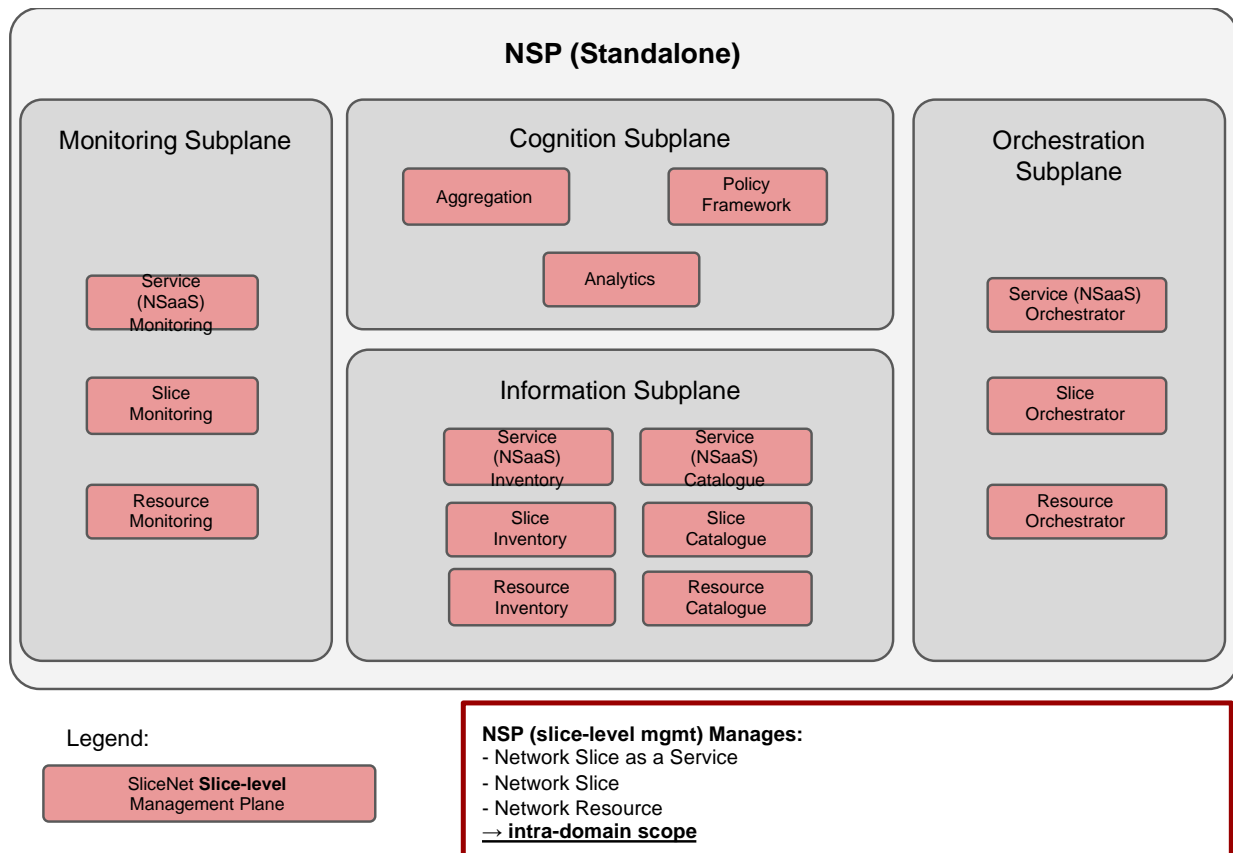 NSP (Standalone)
Monitoring Subplane
Service
(NSaaS)
Monitoring
Slice
Monitoring
Resource
Monitoring
Cognition Subplane
Aggregation
Policy
Framework
Analytics
Information Subplane
Service
(NSaaS)
Inventory
Service
(NSaaS)
Catalogue
Slice
Inventory
Slice
Catalogue
Resource
Inventory
Resource
Catalogue
Orchestration
Subplane
Service (NSaaS)
Orchestrator
Slice
Orchestrator
Resource
Orchestrator
Legend:
SliceNet Slice-level
Management Plane
NSP (slice-level mgmt) Manages:
- Network Slice as a Service
- Network Slice
- Network Resource
→ intra-domain scope